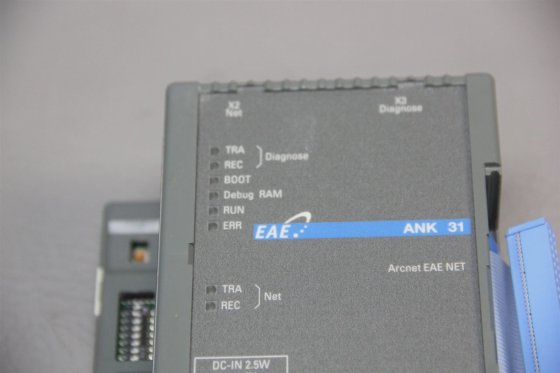 X2
Net
X3
Diagnose
TRA
REC
Diagnose
BOOT
Debug RAM
RUN
ERR
EAE
ANK 31
Arcnet EAE NET
TRA
REC
Net
DC-IN 2.5W